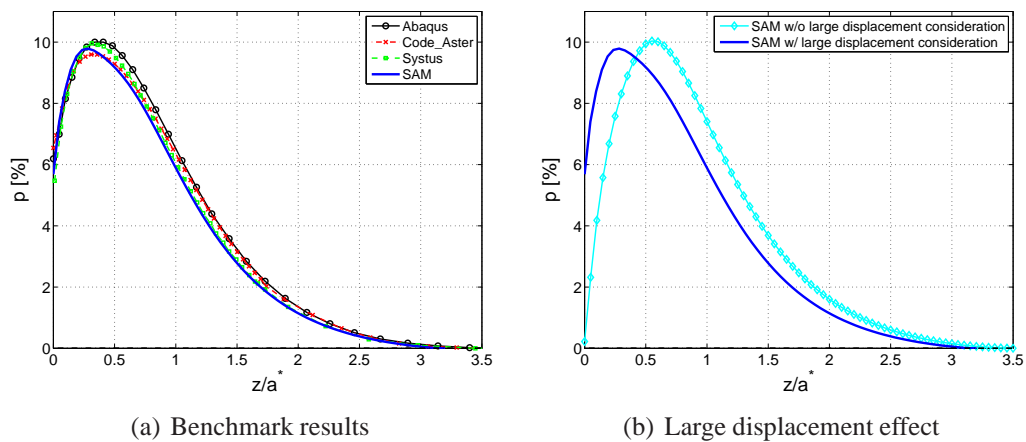 Abaqus
Code_Aster
Systus
SAM
p [%]
10
8
6
4
2
0
0 0.5 1 1.5 2 2.5 3 3.5
z/a*
(a) Benchmark results
SAM w/o large displacement consideration
SAM w/ large displacement consideration
p [%]
10
8
6
4
2
0
0 0.5 1 1.5 2 2.5 3 3.5
z/a*
(b) Large displacement effect